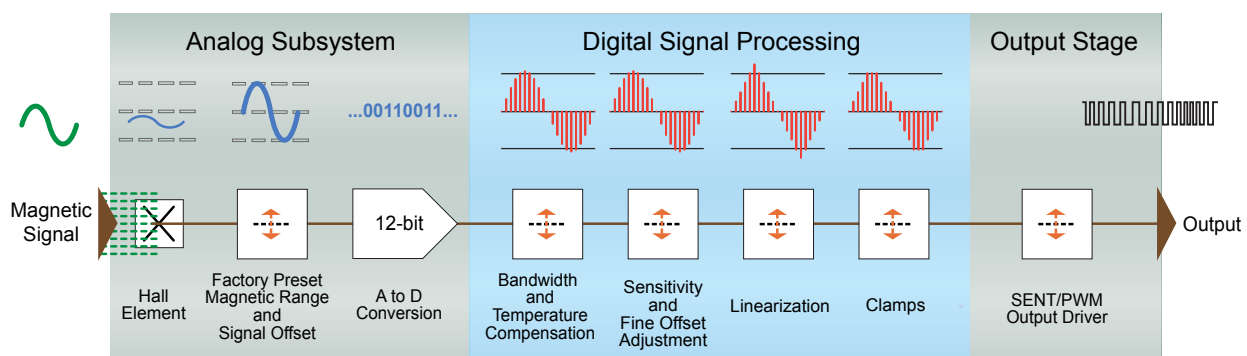 Analog Subsystem
Digital Signal Processing
Output Stage
...00110011...
Magnetic
Signal
12-bit
Output
Hall
Element
Factory Preset
Magnetic Range
and
Signal Offset
A to D
Conversion
Bandwidth
and
Temperature
Compensation
Sensitivity
and
Fine Offset
Adjustment
Linearization
Clamps
SENT/PWM
Output Driver